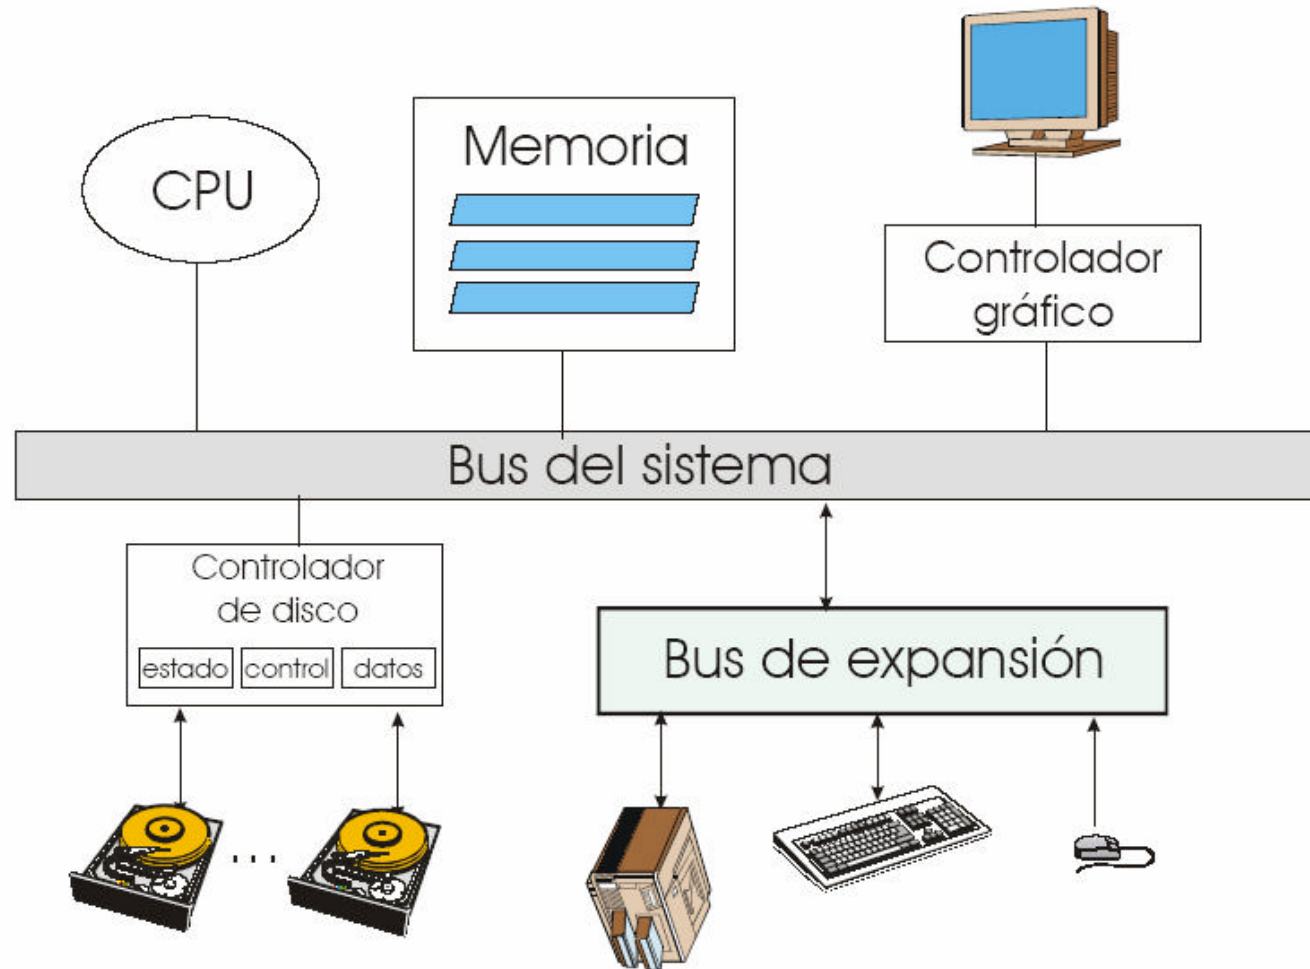 CPU
Memoria
Controlador
gráfico
Bus del sistema
Controlador
de disco
estado
control
datos
Bus de expansión
...